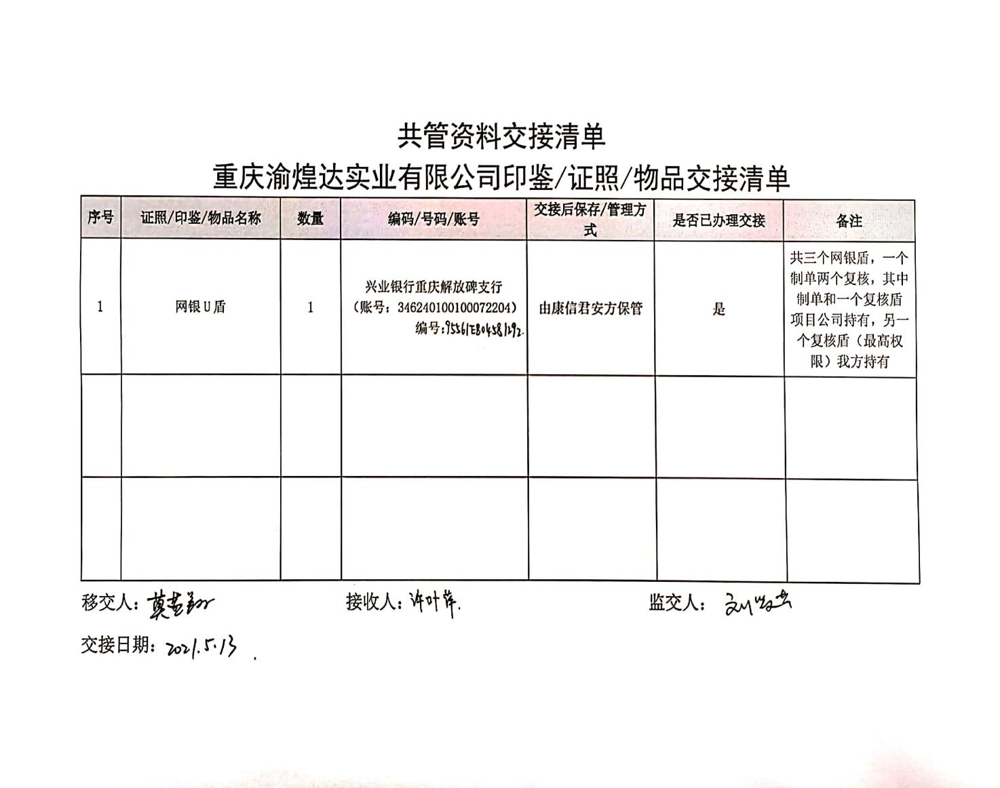 共管资料交接清单
重庆渝煌达实业有限公司印鉴/证照/物品交接清单
序号 证照/印鉴/物品名称 数量 编码/号码/账号 交接后保存/管理方式 是否已办理交接 备注
1 网银U盾 1 兴业银行重庆解放碑支行
（账号：346240100100072204）
编号:95561EB04581292.
由康信君安方保管
是
共三个网银盾，一个
制单两个复核，其中
制单和一个复核盾
项目公司持有，另一
个复核盾（最高权
限）我方持有
移交人： 接收人：许叶萍. 监交人：
交接日期：2021.5.13